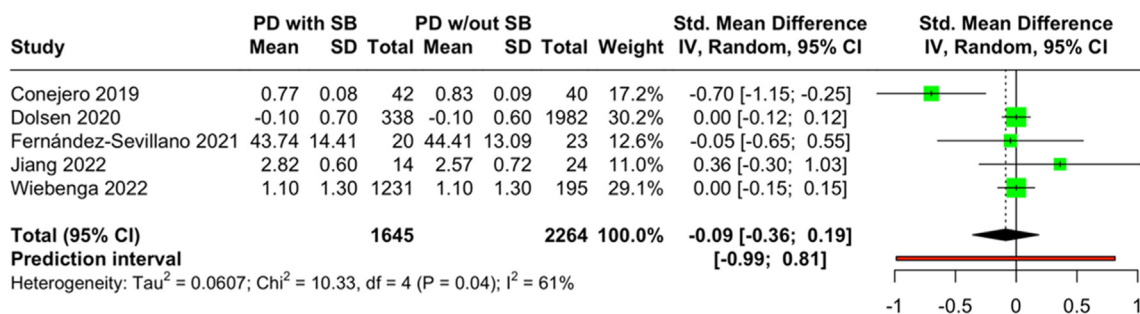 PD with SB PD w/out SB Std. Mean Difference Std. Mean Difference
Study Mean SD Total Mean SD Total Weight IV, Random, 95% CI IV, Random, 95% CI
Conejero 2019 0.77 0.08 42 0.83 0.09 40 17.2% -0.70 [-1.15; -0.25]
Dolsen 2020 -0.10 0.70 338 -0.10 0.60 1982 30.2% 0.00 [-0.12; 0.12]
Fernández-Sevillano 2021 43.74 14.41 20 44.41 13.09 23 12.6% -0.05 [-0.65; 0.55]
Jiang 2022 2.82 0.60 14 2.57 0.72 24 11.0% 0.36 [-0.30; 1.03]
Wiebenga 2022 1.10 1.30 1231 1.10 1.30 195 29.1% 0.00 [-0.15; 0.15]
Total (95% CI) 1645 2264 100.0% -0.09 [-0.36; 0.19]
Prediction interval [-0.99; 0.81]
Heterogeneity: Tau² = 0.0607; Chi² = 10.33, df = 4 (P = 0.04); I² = 61%
-1 -0.5 0 0.5 1